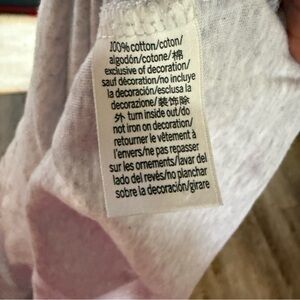 100% cotton/coton/
algodón/cotone/棉
exclusive of decoration/
sauf décoration/no incluye
la decoración/esclusa la
decorazione/装饰除
外 turn inside out/do
not iron on decoration/
retourner le vêtement à
l'envers/ne pas repasser
sur les ornements/lavar del
lado del revés/no planchar
sobre la decoración/girare